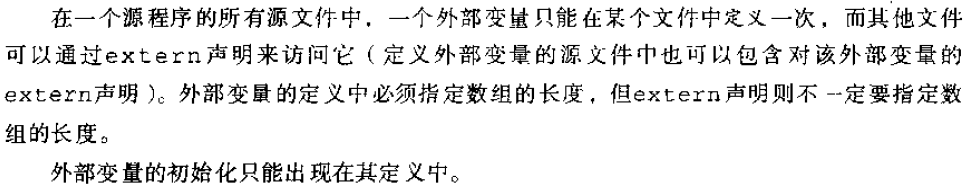 在一个源程序的所有源文件中，一个外部变量只能在某个文件中定义一次，而其他文件
可以通过extern声明来访问它（定义外部变量的源文件中也可以包含对该外部变量的
extern声明）。外部变量的定义中必须指定数组的长度，但extern声明则不一定要指定数
组的长度。
外部变量的初始化只能出现在其定义中。